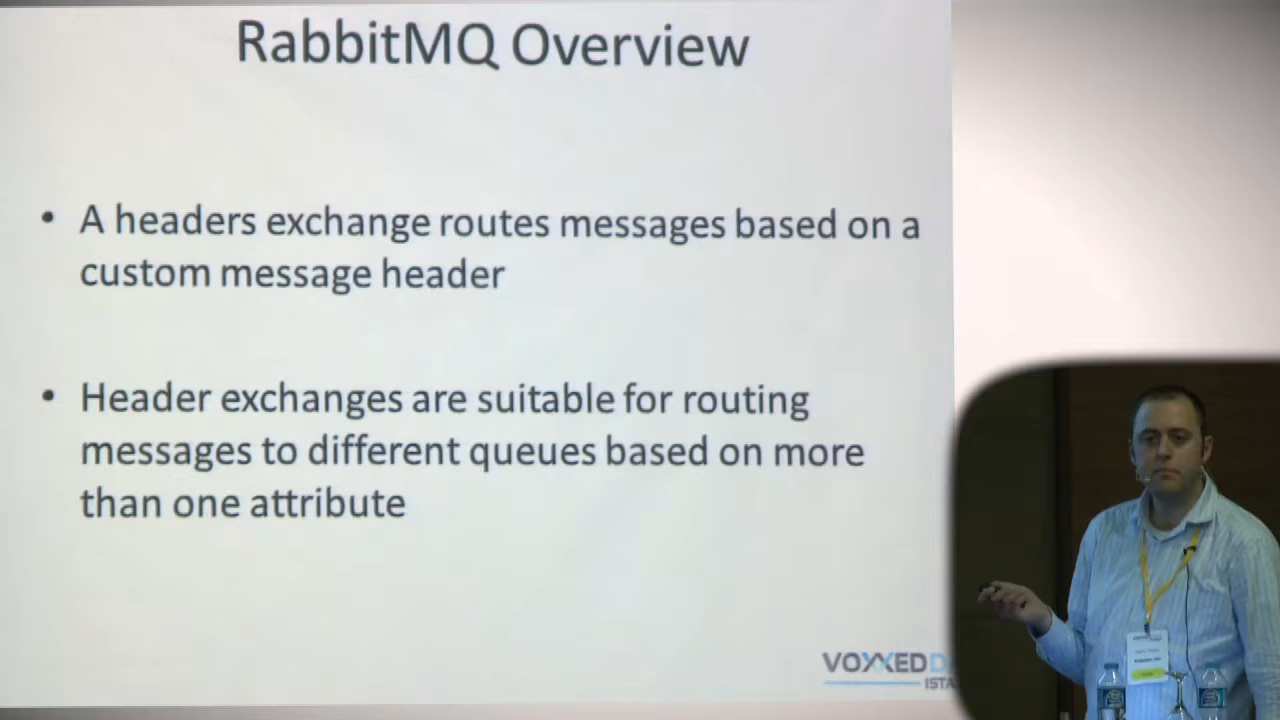 RabbitMQ Overview
• A headers exchange routes messages based on a
custom message header
• Header exchanges are suitable for routing
messages to different queues based on more
than one attribute
VOXXED D
ISTA